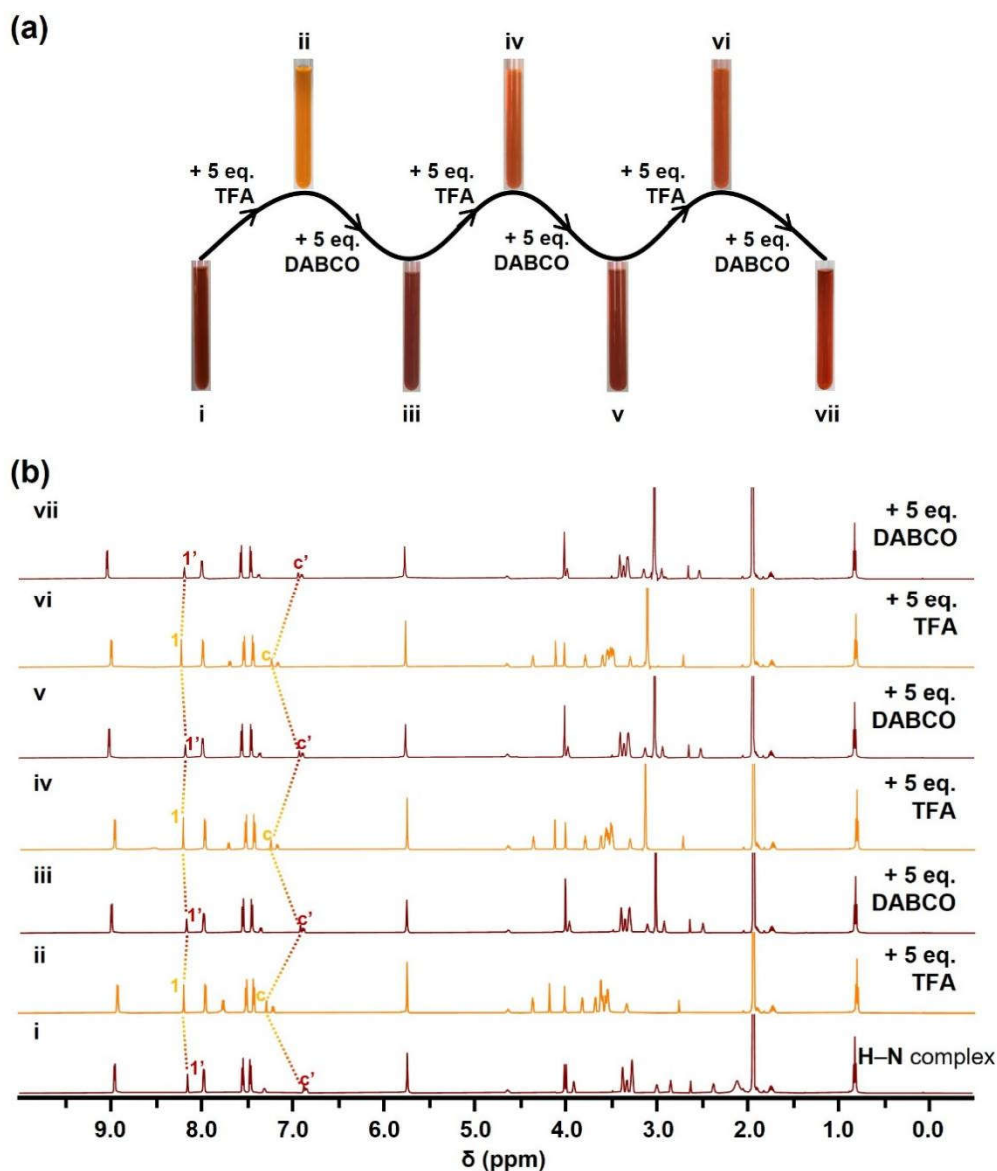 (a)
ii
iv
vi
+ 5 eq.
TFA
+ 5 eq.
TFA
+ 5 eq.
TFA
+ 5 eq.
DABCO
+ 5 eq.
DABCO
+ 5 eq.
DABCO
i
iii
v
vii
(b)
vii
1’
c’
+ 5 eq.
DABCO
vi
1
c
+ 5 eq.
TFA
v
1’
c’
+ 5 eq.
DABCO
iv
1
c
+ 5 eq.
TFA
iii
1’
c’
+ 5 eq.
DABCO
ii
1
c
+ 5 eq.
TFA
i
1’
c’
H–N complex
9.0 8.0 7.0 6.0 5.0 4.0 3.0 2.0 1.0 0.0
δ (ppm)